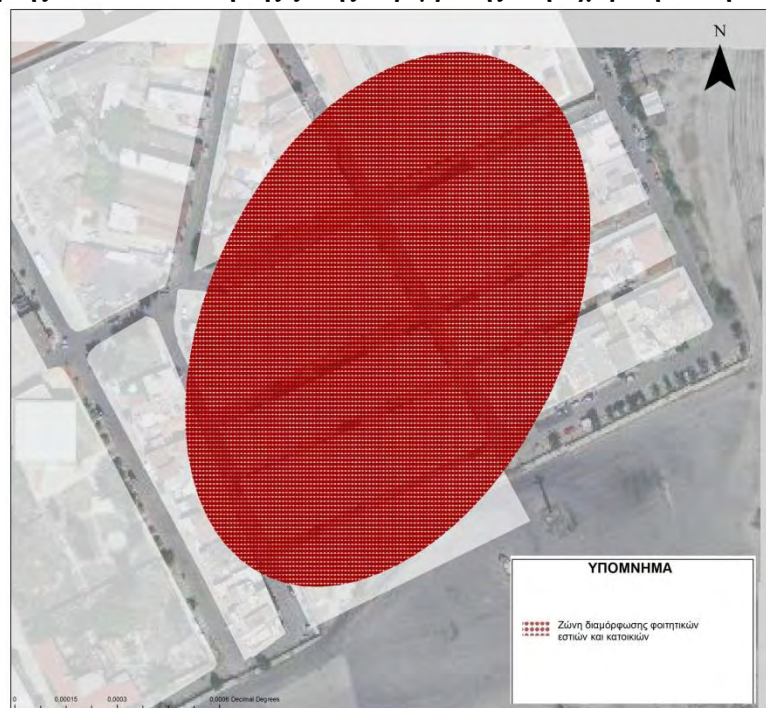 N
ΥΠΟΜΝΗΜΑ
Ζώνη διαμόρφωσης φοιτητικών
εστιών και κατοικιών
0 0,00015 0,0003 0,0006 Decimal Degrees